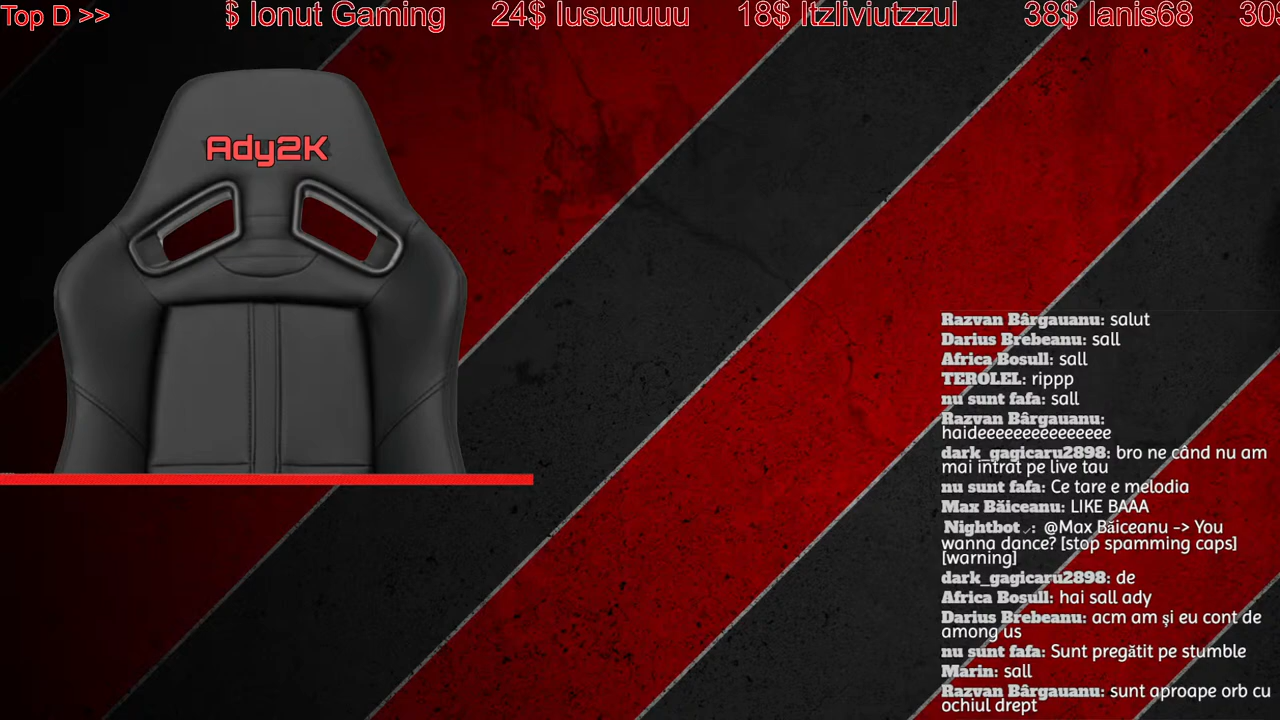 Top D >> $ Ionut Gaming 24$ Iusuuuuu 18$ Itzliviutzzul 38$ Ianis68 30$
Ady2K
Razvan Bârgauanu: salut
Darius Brebeanu: sall
Africa Bosull: sall
TEROLEL: rippp
nu sunt fafa: sall
Razvan Bârgauanu:
haideeeeeeeeeeeeeee
dark_gagicaru2898: bro ne când nu am
mai intrat pe live tau
nu sunt fafa: Ce tare e melodia
Max Băiceanu: LIKE BAAA
Nightbot: @Max Băiceanu -> You
wanna dance? [stop spamming caps]
[warning]
dark_gagicaru2898: de
Africa Bosull: hai sall ady
Darius Brebeanu: acm am și eu cont de
among us
nu sunt fafa: Sunt pregătit pe stumble
Marin: sall
Razvan Bârgauanu: sunt aproape orb cu
ochiul drept